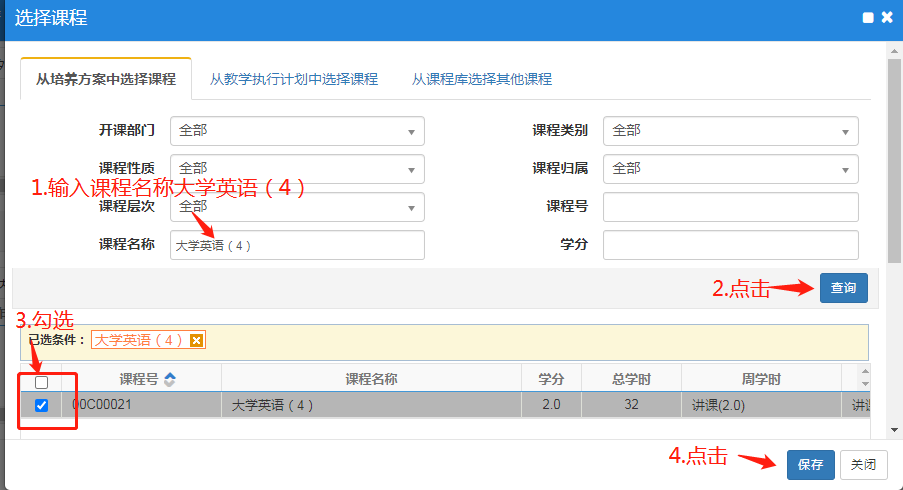 选择课程
从培养方案中选择课程 从教学执行计划中选择课程 从课程库选择其他课程
开课部门 全部 课程类别 全部
课程性质 全部 课程归属 全部
1.输入课程名称大学英语（4）
课程层次 全部 课程号
课程名称 大学英语（4） 学分
2.点击 查询
3.勾选
已选条件： 大学英语（4）
课程号 课程名称 学分 总学时 周学时
00C00021 大学英语（4） 2.0 32 讲课(2.0)
4.点击 保存 关闭